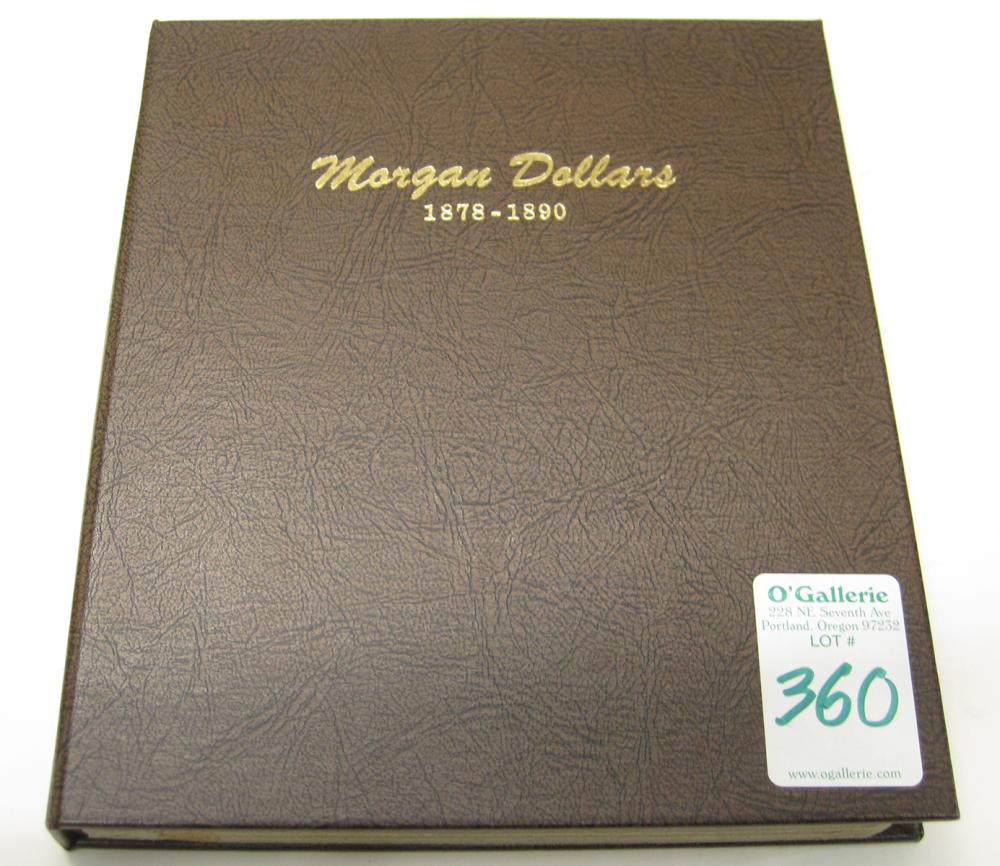 Morgan Dollars
1878-1890
O'Gallerie
228 NE Seventh Ave
Portland, Oregon 97232
LOT #
360
www.ogallerie.com